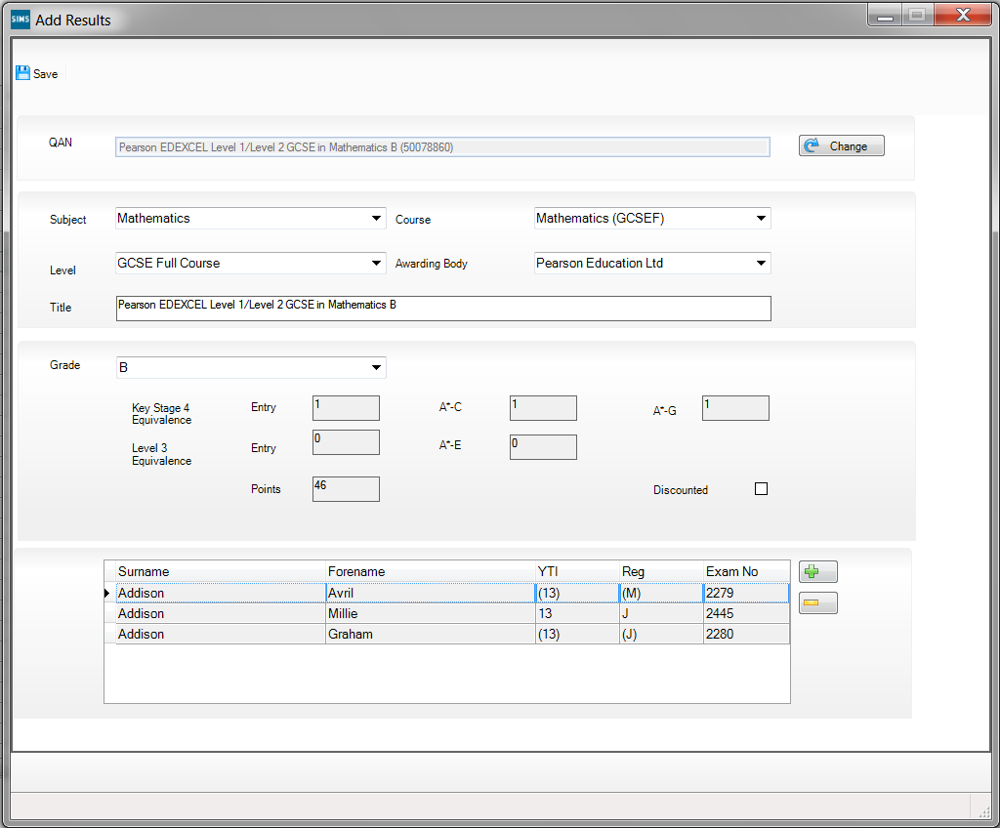 SIMS Add Results
Save
QAN Pearson EDEXCEL Level 1/Level 2 GCSE in Mathematics B (50078860) Change
Subject Mathematics Course Mathematics (GCSEF)
Level GCSE Full Course Awarding Body Pearson Education Ltd
Title Pearson EDEXCEL Level 1/Level 2 GCSE in Mathematics B
Grade B
Key Stage 4 Entry 1 A*-C 1 A*-G 1
Equivalence
Level 3 Entry 0 A*-E 0
Equivalence
Points 46 Discounted
Surname Forename YTI Reg Exam No
Addison Avril (13) (M) 2279
Addison Millie 13 J 2445
Addison Graham (13) (J) 2280